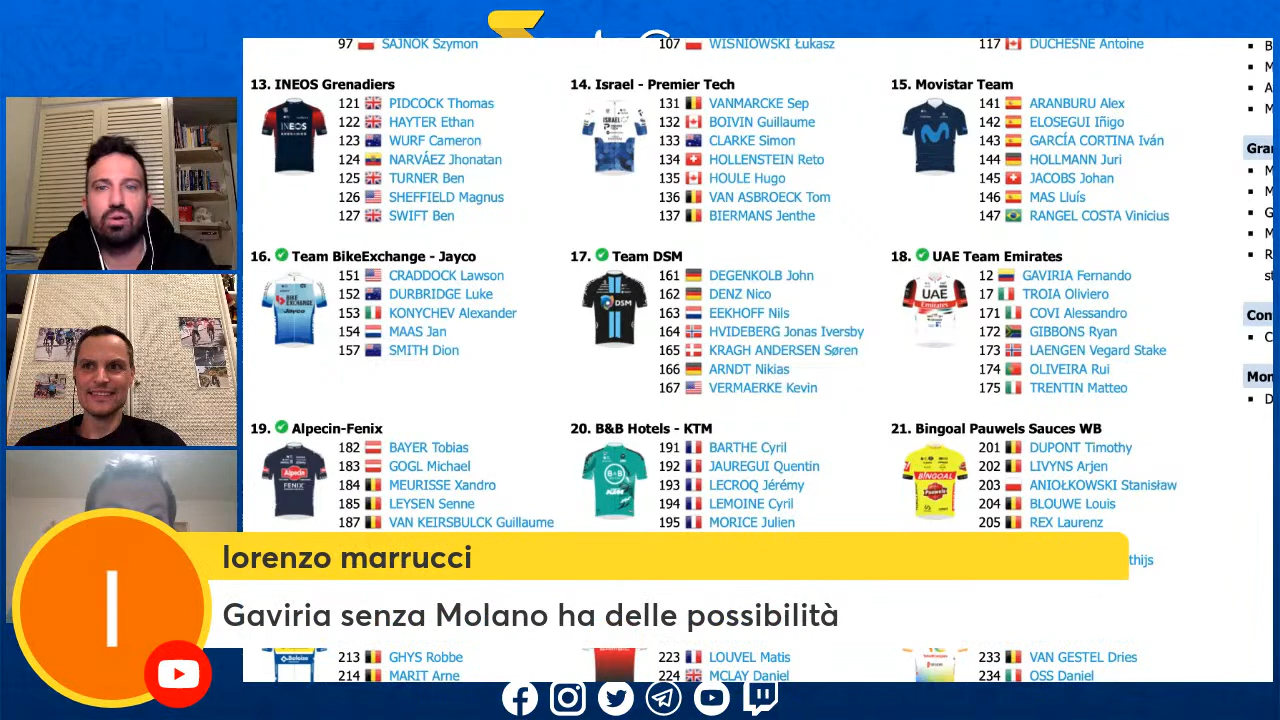 97 SAJNOK Szymon
107 WIŚNIOWSKI Łukasz
117 DUCHESNE Antoine
13. INEOS Grenadiers
121 PIDCOCK Thomas
122 HAYTER Ethan
123 WURF Cameron
124 NARVÁEZ Jhonatan
125 TURNER Ben
126 SHEFFIELD Magnus
127 SWIFT Ben
14. Israel - Premier Tech
131 VANMARCKE Sep
132 BOIVIN Guillaume
133 CLARKE Simon
134 HOLLENSTEIN Reto
135 HOULE Hugo
136 VAN ASBROECK Tom
137 BIERMANS Jenthe
15. Movistar Team
141 ARANBURU Alex
142 ELOSEGUI Iñigo
143 GARCÍA CORTINA Iván
144 HOLLMANN Juri
145 JACOBS Johan
146 MAS Lluís
147 RANGEL COSTA Vinicius
16. Team BikeExchange - Jayco
151 CRADDOCK Lawson
152 DURBRIDGE Luke
153 KONYCHEV Alexander
154 MAAS Jan
157 SMITH Dion
17. Team DSM
161 DEGENKOLB John
162 DENZ Nico
163 EEKHOFF Nils
164 HVIDEBERG Jonas Iversby
165 KRAGH ANDERSEN Søren
166 ARNDT Nikias
167 VERMAERKE Kevin
18. UAE Team Emirates
12 GAVIRIA Fernando
17 TROIA Oliviero
171 COVI Alessandro
172 GIBBONS Ryan
173 LAENGEN Vegard Stake
174 OLIVEIRA Rui
175 TRENTIN Matteo
19. Alpecin-Fenix
182 BAYER Tobias
183 GOGL Michael
184 MEURISSE Xandro
185 LEYSEN Senne
187 VAN KEIRSBULCK Guillaume
20. B&B Hotels - KTM
191 BARTHE Cyril
192 JAUREGUI Quentin
193 LECROQ Jérémy
194 LEMOINE Cyril
195 MORICE Julien
21. Bingoal Pauwels Sauces WB
201 DUPONT Timothy
202 LIVYNS Arjen
203 ANIOŁKOWSKI Stanisław
204 BLOUWE Louis
205 REX Laurenz
thijs
lorenzo marrucci
Gaviria senza Molano ha delle possibilità
213 GHYS Robbe
214 MARIT Arne
223 LOUVEL Matis
224 MCLAY Daniel
233 VAN GESTEL Dries
234 OSS Daniel